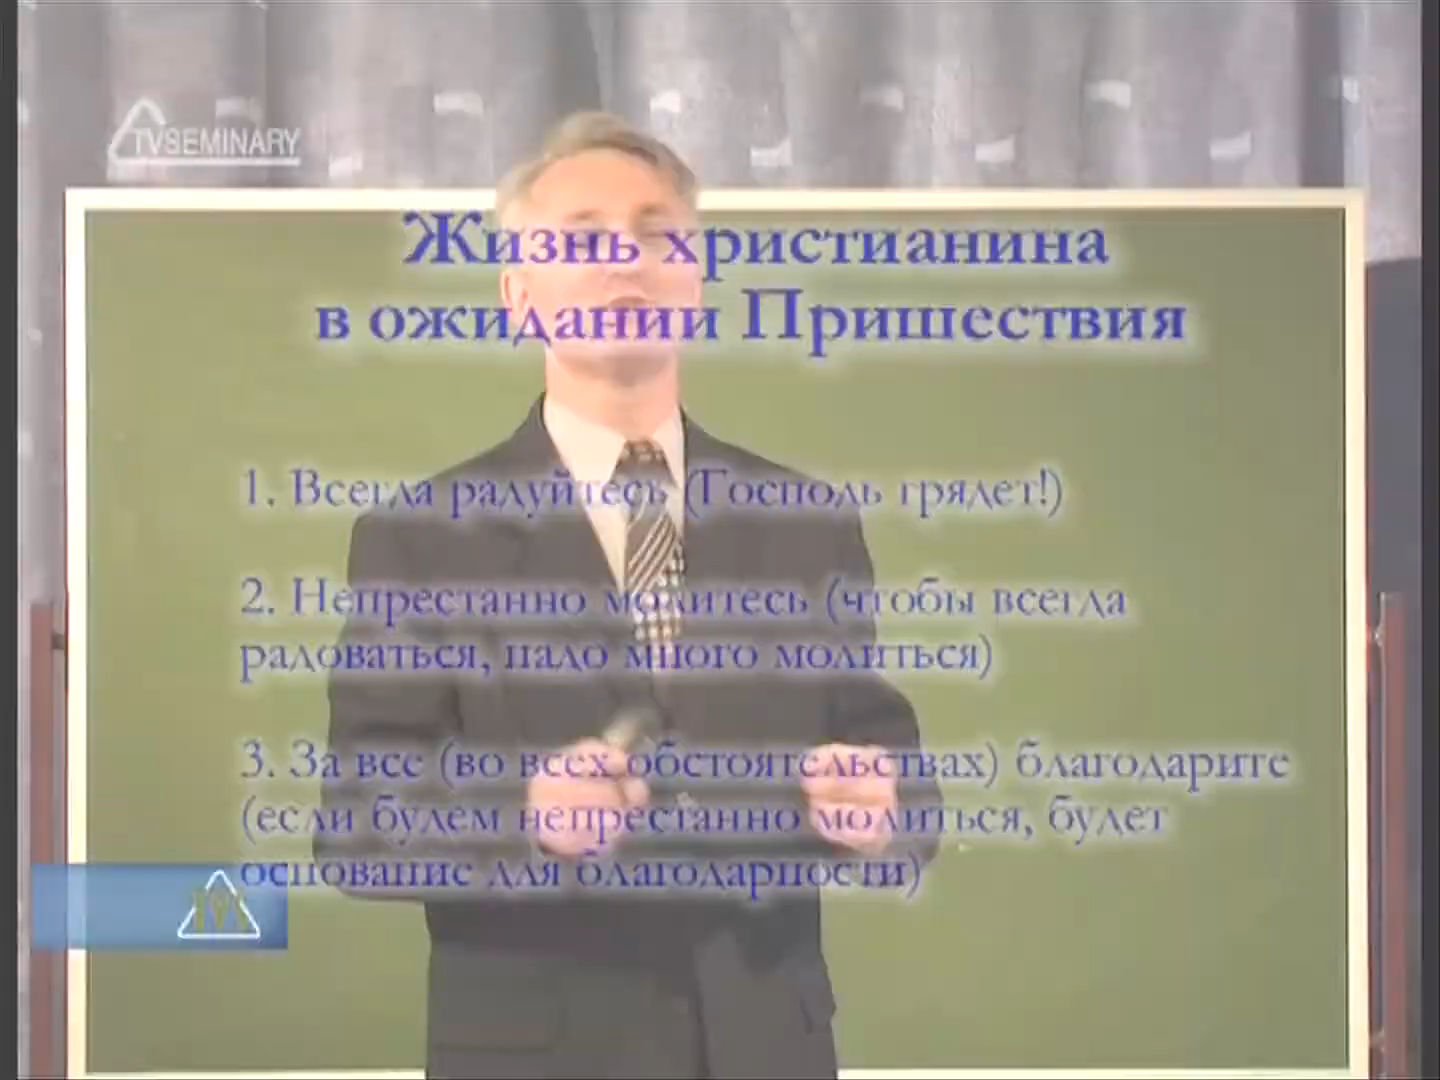 TVSEMINARY
Жизнь христианина
в ожидании Пришествия
1. Всегда радуйтесь (Господь грядет!)
2. Непрестанно молитесь (чтобы всегда
радоваться, надо много молиться)
3. За все (во всех обстоятельствах) благодарите
(если будем непрестанно молиться, будет
основание для благодарности)